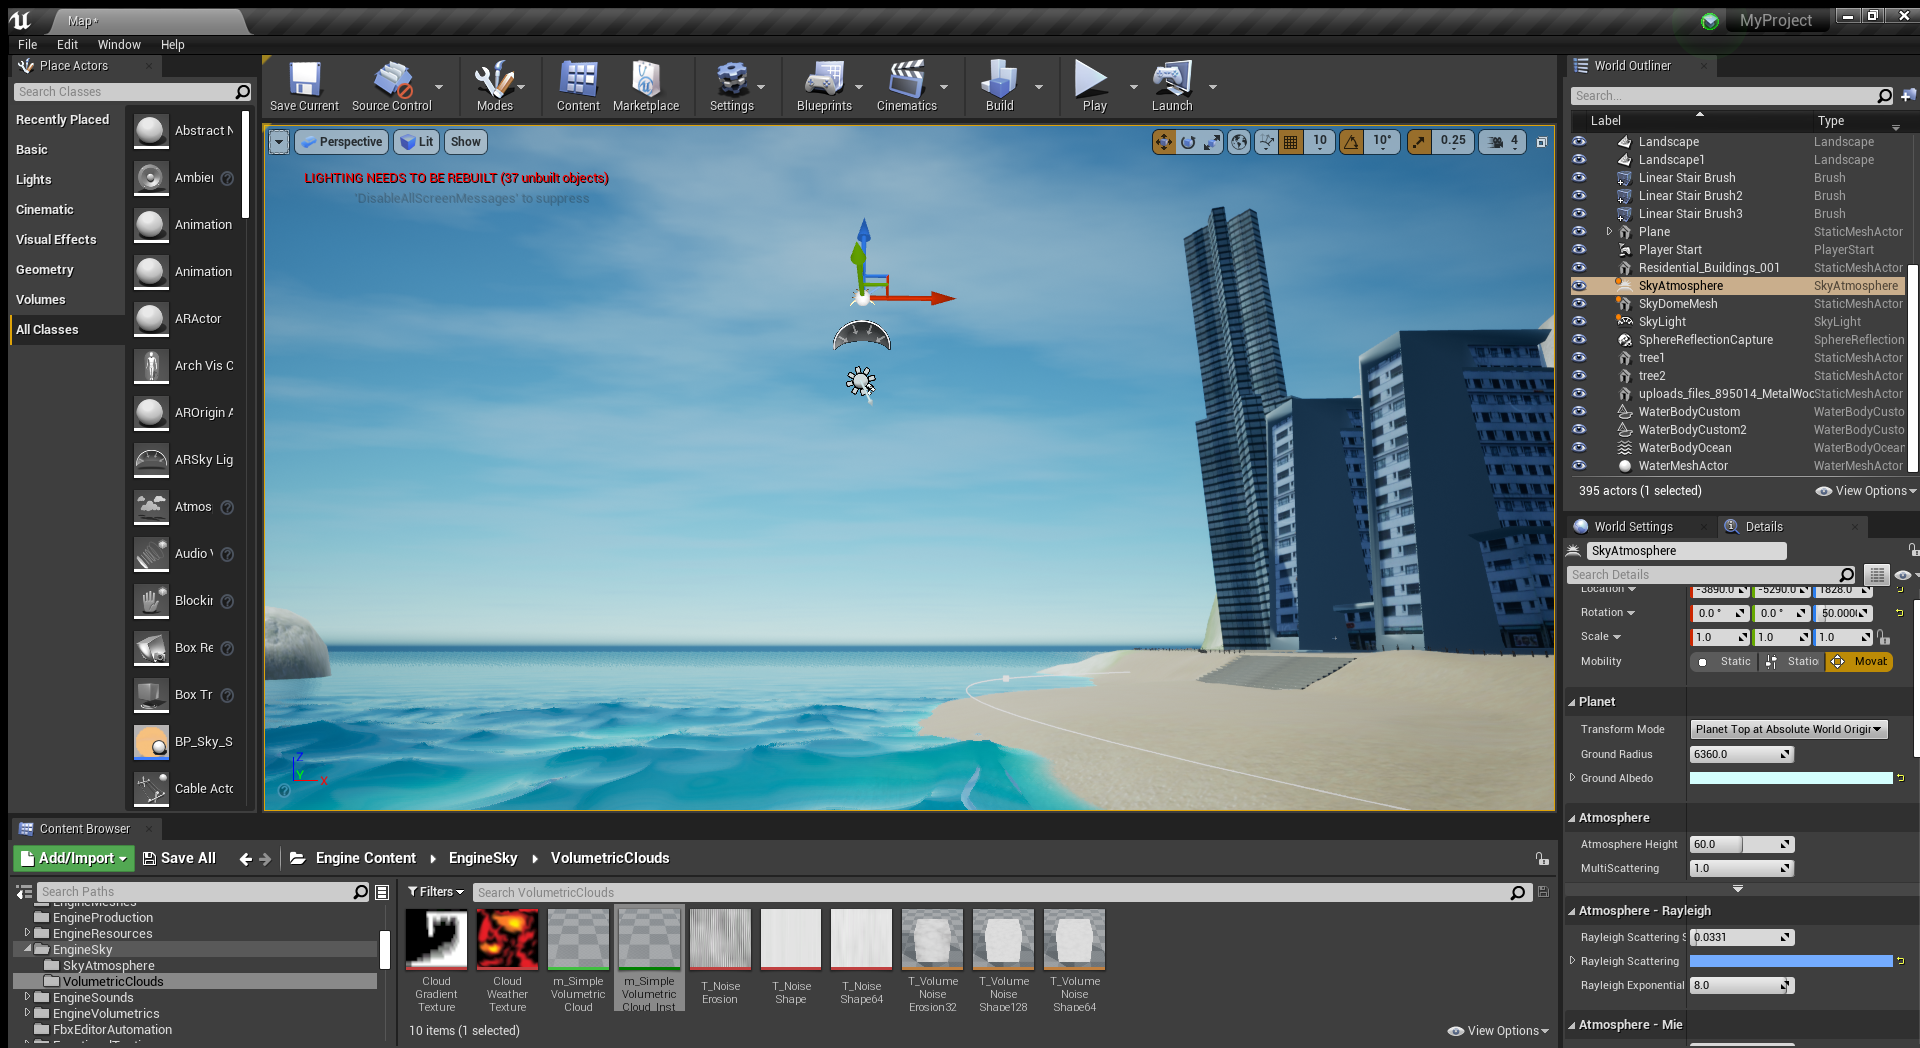 Map*
MyProject
File Edit Window Help
Place Actors
Search Classes
Recently Placed
Basic
Lights
Cinematic
Visual Effects
Geometry
Volumes
All Classes
Abstract N
Ambier
Animation
Animation
ARActor
Arch Vis C
AROrigin A
ARSky Lig
Atmos
Audio V
Blockin
Box Re
Box Tr
BP_Sky_S
Cable Acto
Save Current
Source Control
Modes
Content
Marketplace
Settings
Blueprints
Cinematics
Build
Play
Launch
Perspective
Lit
Show
10
10°
0.25
4
LIGHTING NEEDS TO BE REBUILT (37 unbuilt objects)
'DisableAllScreenMessages' to suppress
Z
Y
X
World Outliner
Search...
Label Type
Landscape Landscape
Landscape1 Landscape
Linear Stair Brush Brush
Linear Stair Brush2 Brush
Linear Stair Brush3 Brush
Plane StaticMeshActor
Player Start PlayerStart
Residential_Buildings_001 StaticMeshActor
SkyAtmosphere SkyAtmosphere
SkyDomeMesh StaticMeshActor
SkyLight SkyLight
SphereReflectionCapture SphereReflection
tree1 StaticMeshActor
tree2 StaticMeshActor
uploads_files_895014_MetalWoo StaticMeshActor
WaterBodyCustom WaterBodyCusto
WaterBodyCustom2 WaterBodyCusto
WaterBodyOcean WaterBodyOcean
WaterMeshActor WaterMeshActor
395 actors (1 selected)
View Options
World Settings
Details
SkyAtmosphere
Search Details
Location -3890.0 -5290.0 1828.0
Rotation 0.0 ° 0.0 ° 50.000
Scale 1.0 1.0 1.0
Mobility Static Statio Movab
Planet
Transform Mode Planet Top at Absolute World Origin
Ground Radius 6360.0
Ground Albedo
Atmosphere
Atmosphere Height 60.0
MultiScattering 1.0
Atmosphere - Rayleigh
Rayleigh Scattering S 0.0331
Rayleigh Scattering
Rayleigh Exponential 8.0
Atmosphere - Mie
Content Browser
Add/Import
Save All
Engine Content
EngineSky
VolumetricClouds
Search Paths
EngineMeshes
EngineProduction
EngineResources
EngineSky
SkyAtmosphere
VolumetricClouds
EngineSounds
EngineVolumetrics
FbxEditorAutomation
Filters
Search VolumetricClouds
Cloud Gradient Texture
Cloud Weather Texture
m_Simple Volumetric Cloud
m_Simple Volumetric Cloud_Inst
T_Noise Erosion
T_Noise Shape
T_Noise Shape64
T_Volume Noise Erosion32
T_Volume Noise Shape128
T_Volume Noise Shape64
10 items (1 selected)
View Options